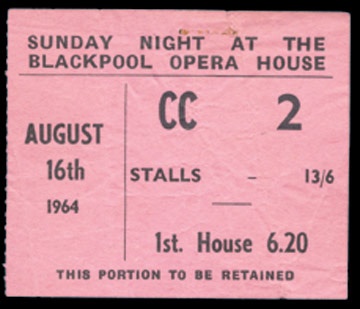 SUNDAY NIGHT AT THE
BLACKPOOL OPERA HOUSE
AUGUST
16th
1964
CC 2
STALLS - 13/6
1st. House 6.20
THIS PORTION TO BE RETAINED